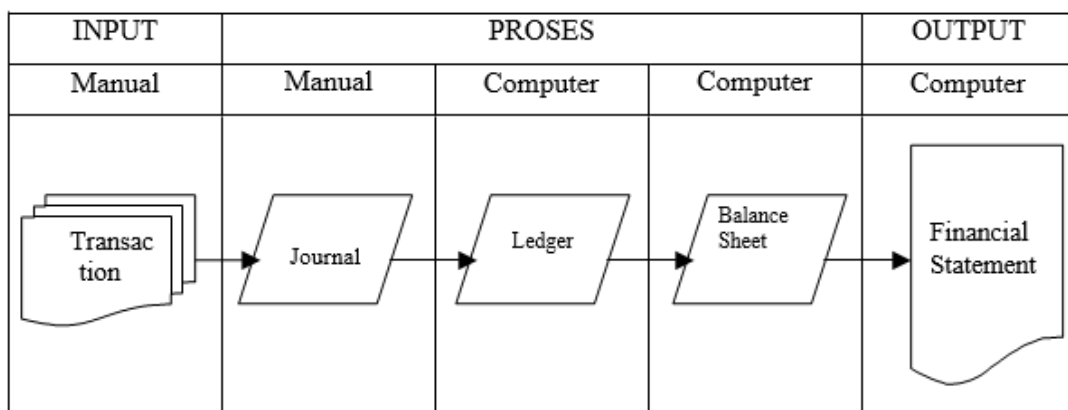 INPUT PROSES OUTPUT
Manual Manual Computer Computer Computer
Transac
tion
Journal
Ledger
Balance
Sheet
Financial
Statement